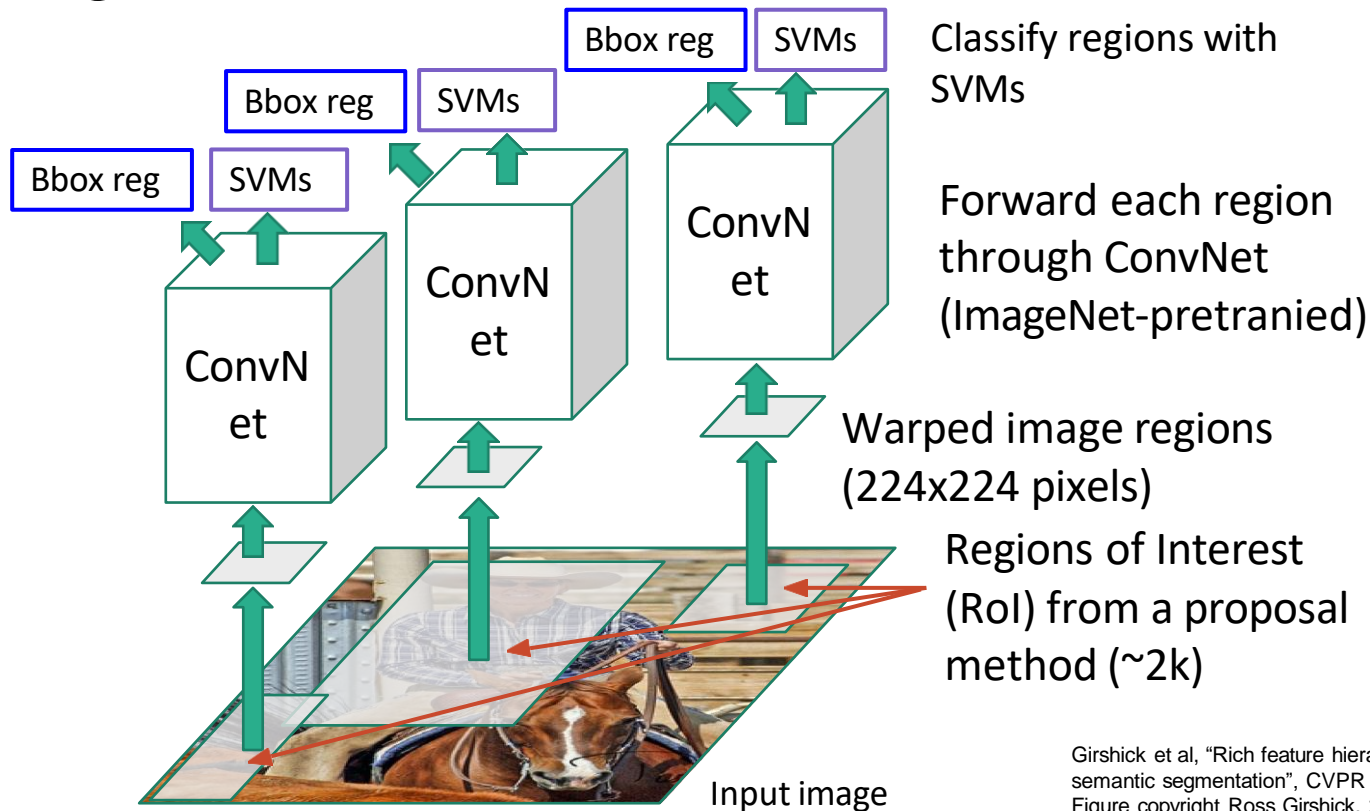 Bbox reg
SVMs
Classify regions with
SVMs
Bbox reg
SVMs
Bbox reg
SVMs
Forward each region
through ConvNet
(ImageNet-pretranied)
ConvN
et
ConvN
et
ConvN
et
Warped image regions
(224x224 pixels)
Regions of Interest
(RoI) from a proposal
method (~2k)
Input image
Girshick et al, “Rich feature hiera
semantic segmentation”, CVPR
Figure copyright Ross Girshick,